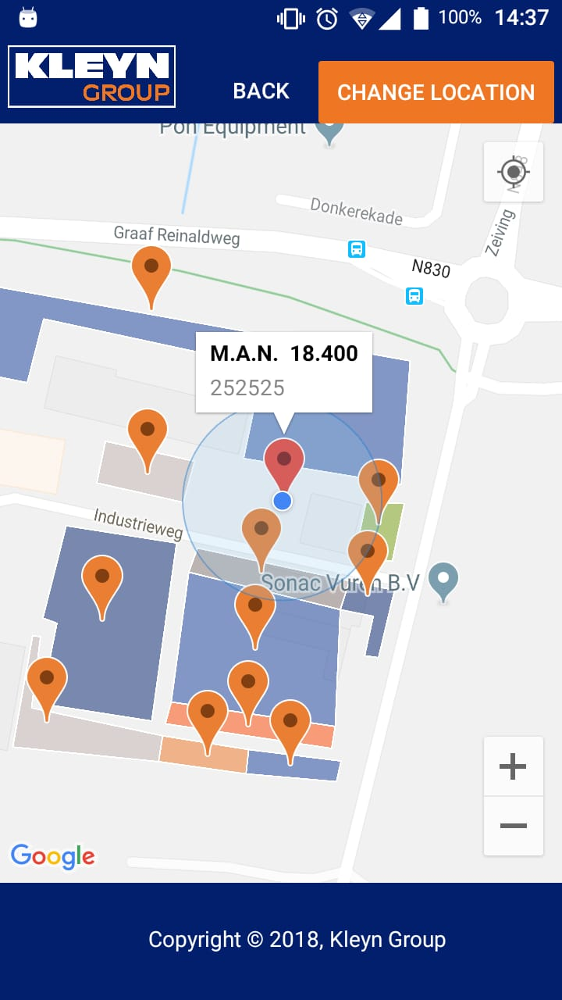 100% 14:37
KLEYN
GROUP
BACK
CHANGE LOCATION
Pon Equipment
Donkerekade
Zeiving
Graaf Reinaldweg
N830
M.A.N. 18.400
252525
Industrieweg
Sonac Vuren B.V
Google
+
−
Copyright © 2018, Kleyn Group